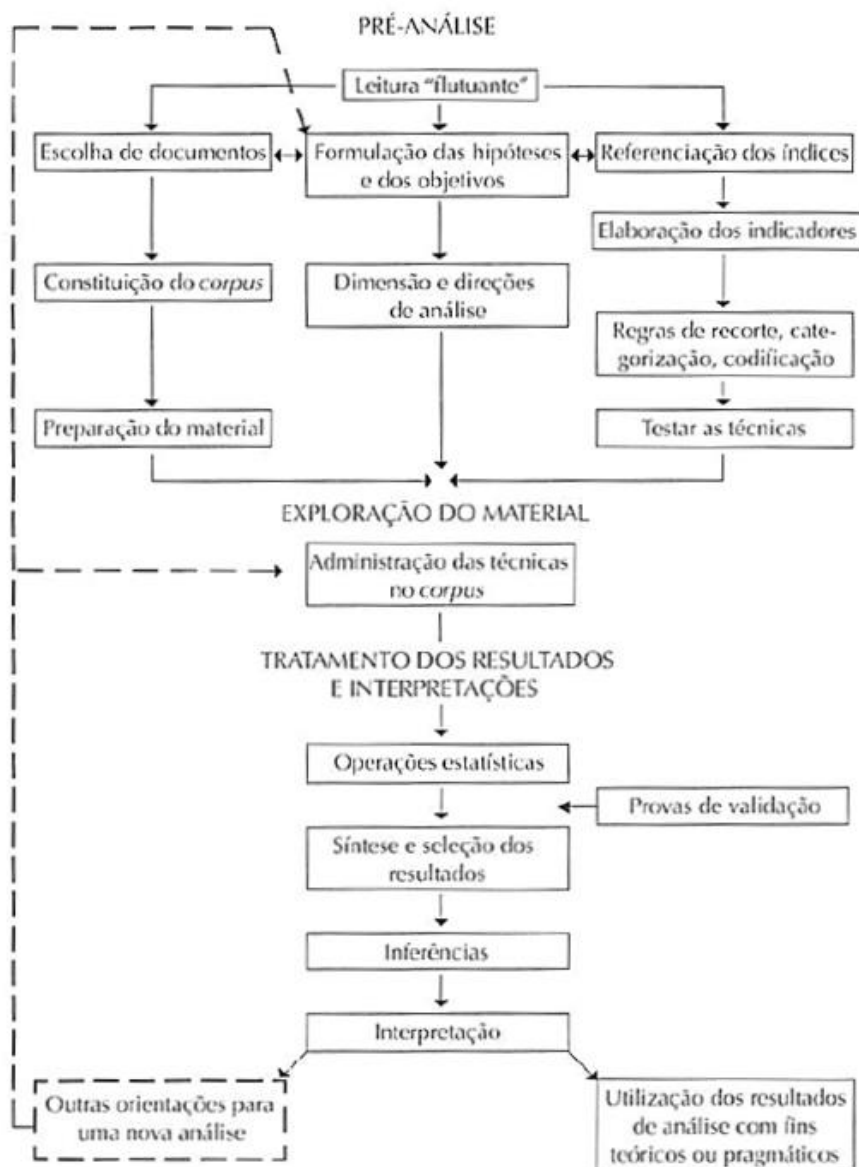 PRÉ-ANÁLISE
Leitura “flutuante”
Escolha de documentos
Formulação das hipóteses
e dos objetivos
Referenciação dos índices
Elaboração dos indicadores
Constituição do corpus
Dimensão e direções
de análise
Regras de recorte, cate-
gorização, codificação
Preparação do material
Testar as técnicas
EXPLORAÇÃO DO MATERIAL
Administração das técnicas
no corpus
TRATAMENTO DOS RESULTADOS
E INTERPRETAÇÕES
Operações estatísticas
Provas de validação
Síntese e seleção dos
resultados
Inferências
Interpretação
Outras orientações para
uma nova análise
Utilização dos resultados
de análise com fins
teóricos ou pragmáticos